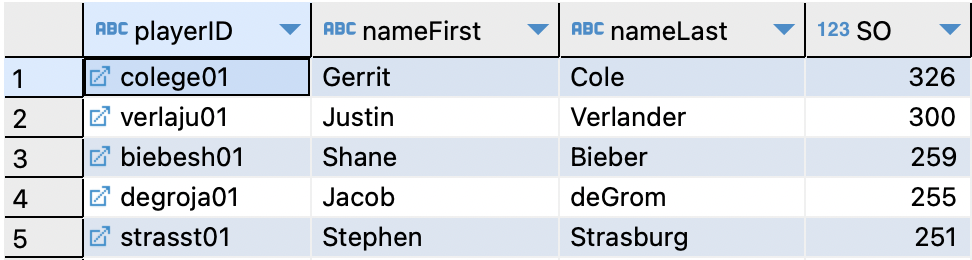 ABC playerID ABC nameFirst ABC nameLast 123 SO
1 colege01 Gerrit Cole 326
2 verlaju01 Justin Verlander 300
3 biebesh01 Shane Bieber 259
4 degroja01 Jacob deGrom 255
5 strasst01 Stephen Strasburg 251